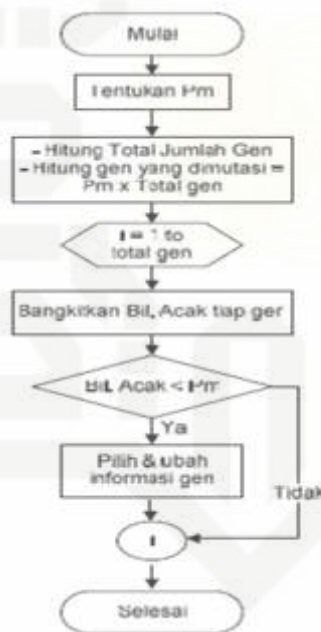 Mulai
Tentukan Pm
- Hitung Total Jumlah Gen
- Hitung gen yang dimutasi =
Pm x Total gen
I = 1 to
total gen
Bangkitkan Bil. Acak tiap gen
Bil. Acak < Pm
Ya
Pilih & ubah
informasi gen
Tidak
I
Selesai